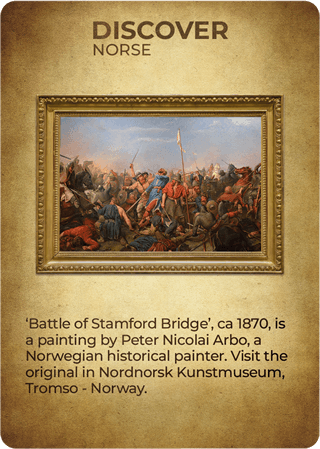 DISCOVER
NORSE
‘Battle of Stamford Bridge’, ca 1870, is
a painting by Peter Nicolai Arbo, a
Norwegian historical painter. Visit the
original in Nordnorsk Kunstmuseum,
Tromso - Norway.